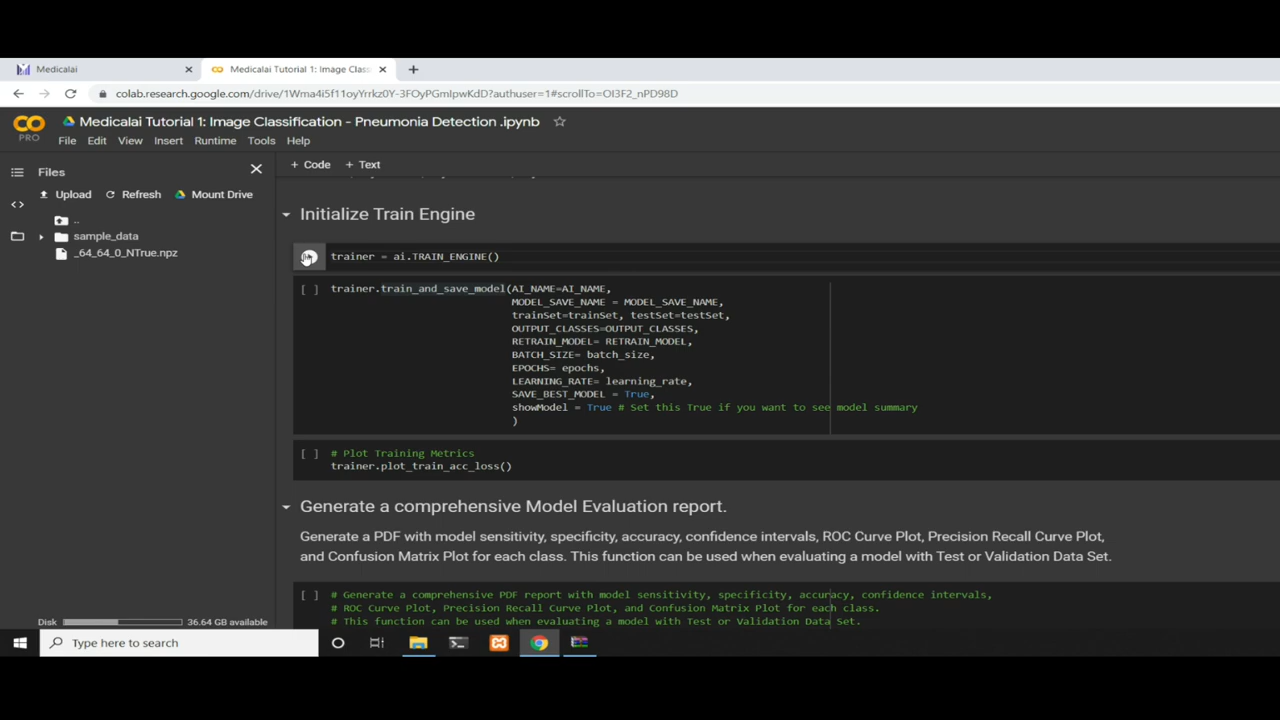 Medicalai
Medicalai Tutorial 1: Image Class
colab.research.google.com/drive/1Wma4i5f11oyYrrkz0Y-3FOyPGmIpwKdD?authuser=1#scrollTo=OI3F2_nPD98D
PRO
Medicalai Tutorial 1: Image Classification - Pneumonia Detection .ipynb
File Edit View Insert Runtime Tools Help
Files
+ Code + Text
Upload Refresh Mount Drive
..
sample_data
_64_64_0_NTrue.npz
Initialize Train Engine
trainer = ai.TRAIN_ENGINE()
[ ] trainer.train_and_save_model(AI_NAME=AI_NAME,
MODEL_SAVE_NAME = MODEL_SAVE_NAME,
trainSet=trainSet, testSet=testSet,
OUTPUT_CLASSES=OUTPUT_CLASSES,
RETRAIN_MODEL= RETRAIN_MODEL,
BATCH_SIZE= batch_size,
EPOCHS= epochs,
LEARNING_RATE= learning_rate,
SAVE_BEST_MODEL = True,
showModel = True # Set this True if you want to see model summary
)
[ ] # Plot Training Metrics
trainer.plot_train_acc_loss()
Generate a comprehensive Model Evaluation report.
Generate a PDF with model sensitivity, specificity, accuracy, confidence intervals, ROC Curve Plot, Precision Recall Curve Plot,
and Confusion Matrix Plot for each class. This function can be used when evaluating a model with Test or Validation Data Set.
[ ] # Generate a comprehensive PDF report with model sensitivity, specificity, accuracy, confidence intervals,
# ROC Curve Plot, Precision Recall Curve Plot, and Confusion Matrix Plot for each class.
# This function can be used when evaluating a model with Test or Validation Data Set.
Disk 36.64 GB available
Type here to search